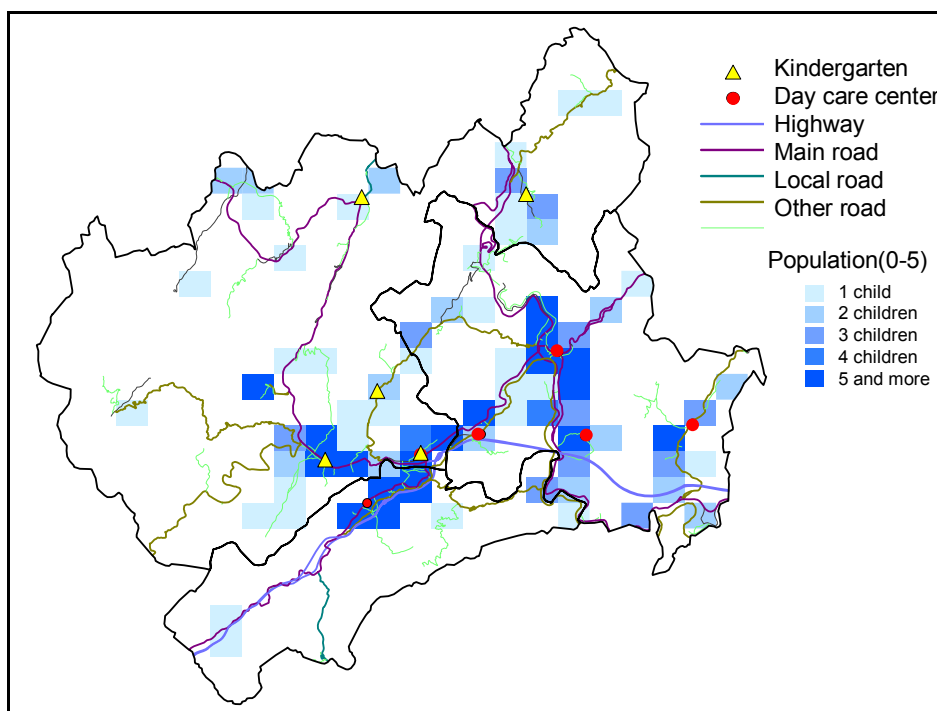 Kindergarten
Day care center
Highway
Main road
Local road
Other road
Population(0-5)
1 child
2 children
3 children
4 children
5 and more